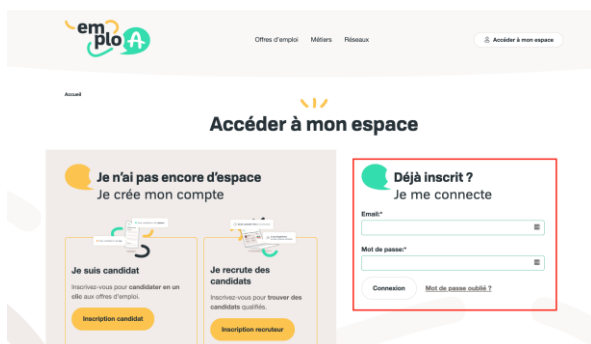 emplo A
Offres d'emploi Métiers Réseaux
Accéder à mon espace
Accueil
Accéder à mon espace
Je n'ai pas encore d'espace
Je crée mon compte
Je suis candidat
Inscrivez-vous pour candidater en un
clic aux offres d'emploi.
Inscription candidat
Je recrute des
candidats
Inscrivez-vous pour trouver des
candidats qualifiés.
Inscription recruteur
Déjà inscrit ?
Je me connecte
Email:*
Mot de passe:*
Connexion Mot de passe oublié ?